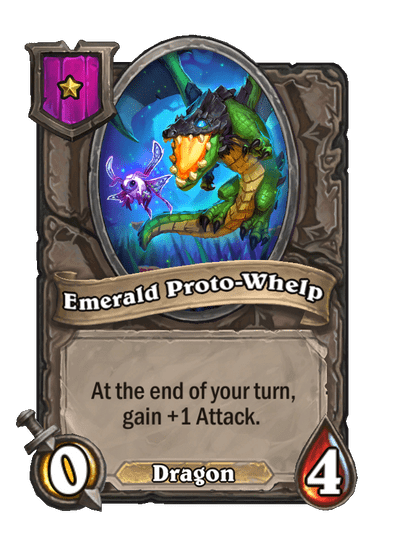 Emerald Proto-Whelp
At the end of your turn,
gain +1 Attack.
0
Dragon
4